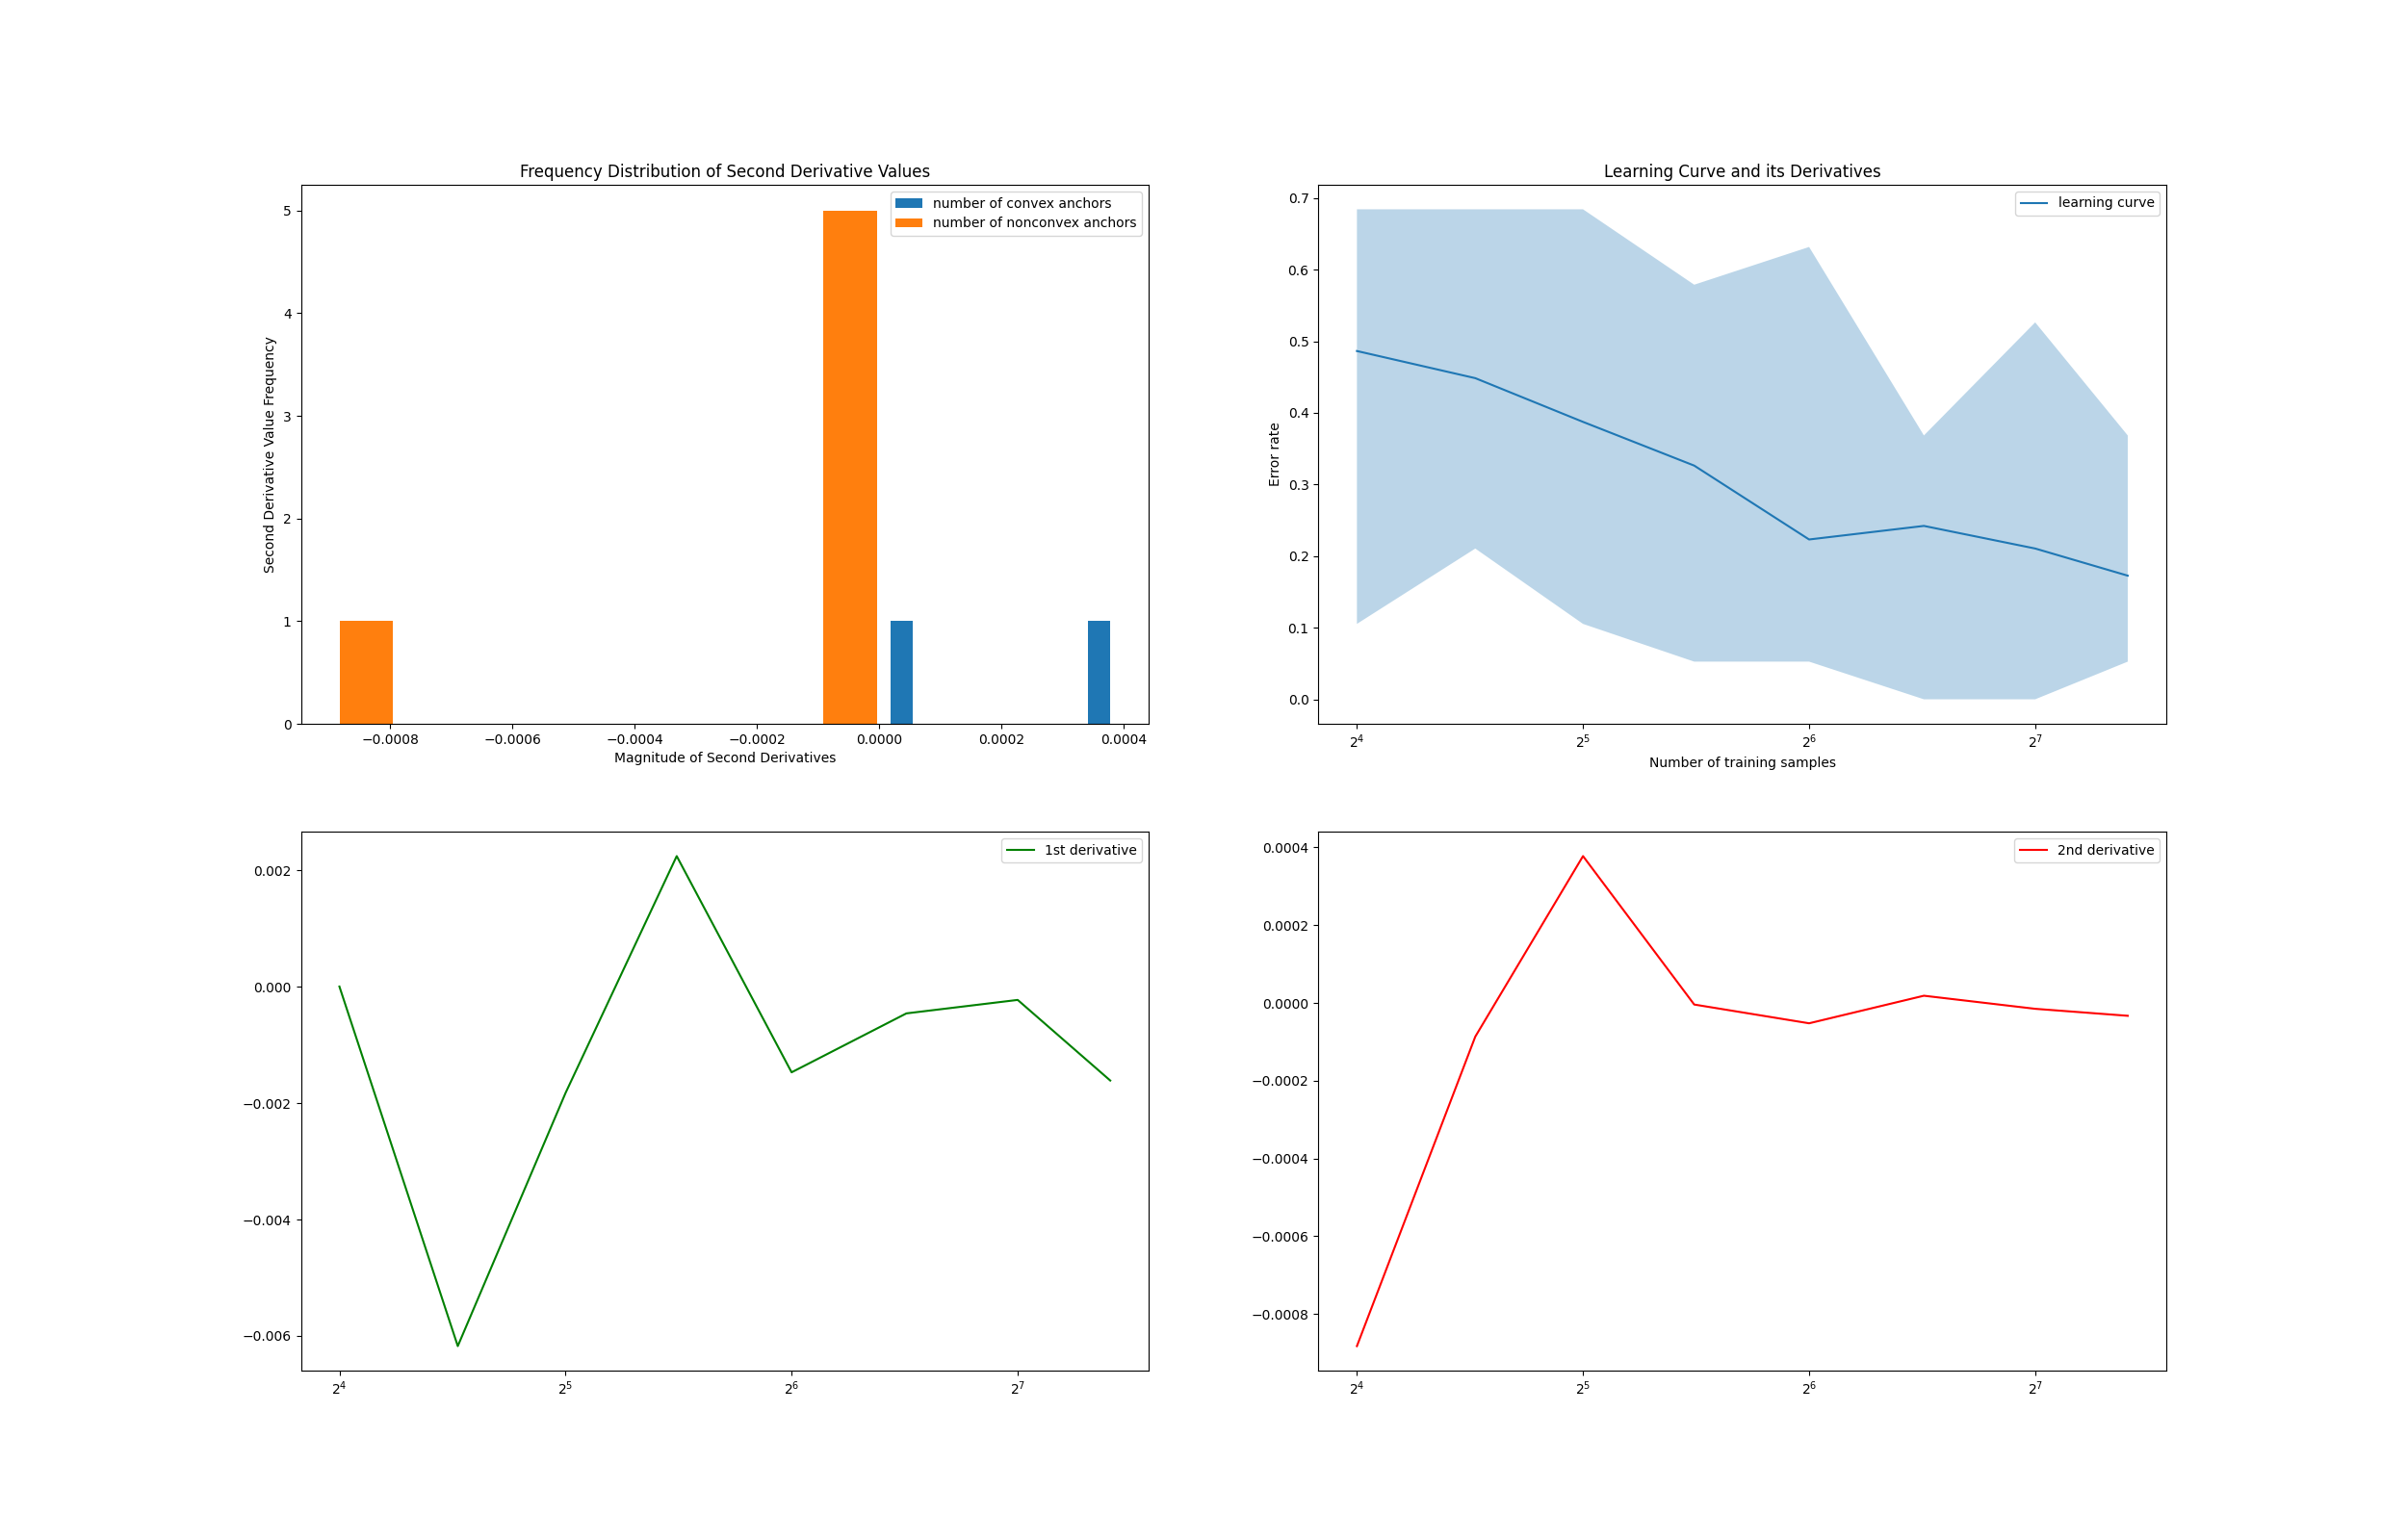 Frequency Distribution of Second Derivative Values
number of convex anchors
number of nonconvex anchors
Second Derivative Value Frequency
5
4
3
2
1
0
−0.0008 −0.0006 −0.0004 −0.0002 0.0000 0.0002 0.0004
Magnitude of Second Derivatives
Learning Curve and its Derivatives
learning curve
Error rate
0.7
0.6
0.5
0.4
0.3
0.2
0.1
0.0
2⁴ 2⁵ 2⁶ 2⁷
Number of training samples
1st derivative
0.002
0.000
−0.002
−0.004
−0.006
2⁴ 2⁵ 2⁶ 2⁷
2nd derivative
0.0004
0.0002
0.0000
−0.0002
−0.0004
−0.0006
−0.0008
2⁴ 2⁵ 2⁶ 2⁷